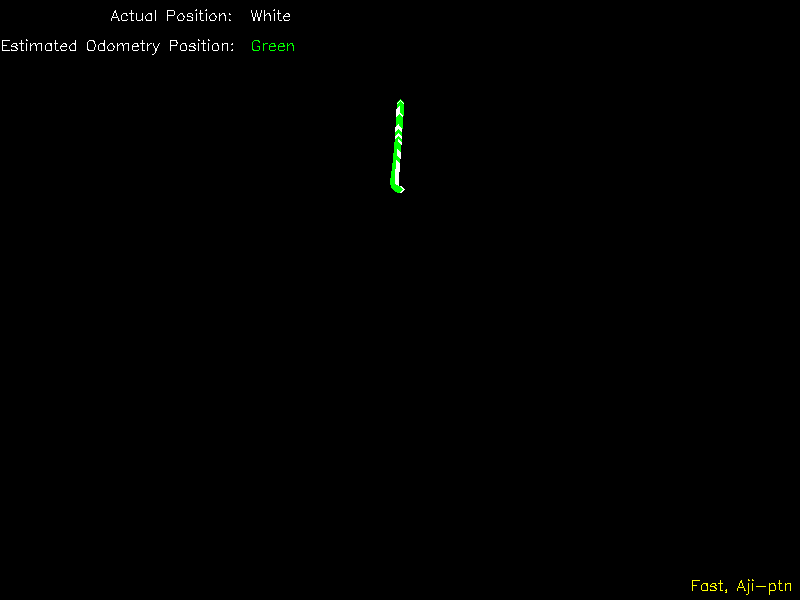 Actual Position: White
Estimated Odometry Position: Green
Fast, Aji-ptn